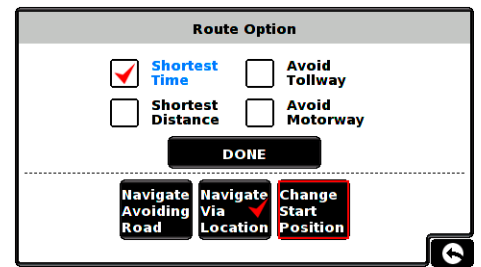 Route Option
Shortest Time
Avoid Tollway
Shortest Distance
Avoid Motorway
DONE
Navigate Avoiding Road
Navigate Via Location
Change Start Position